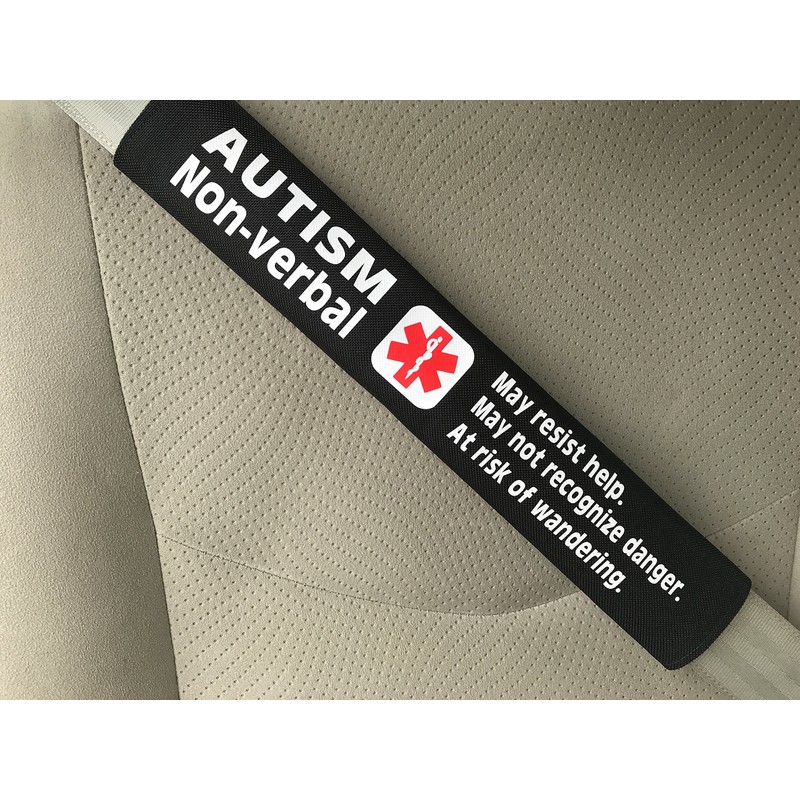 AUTISM
Non-verbal
May resist help.
May not recognize danger.
At risk of wandering.